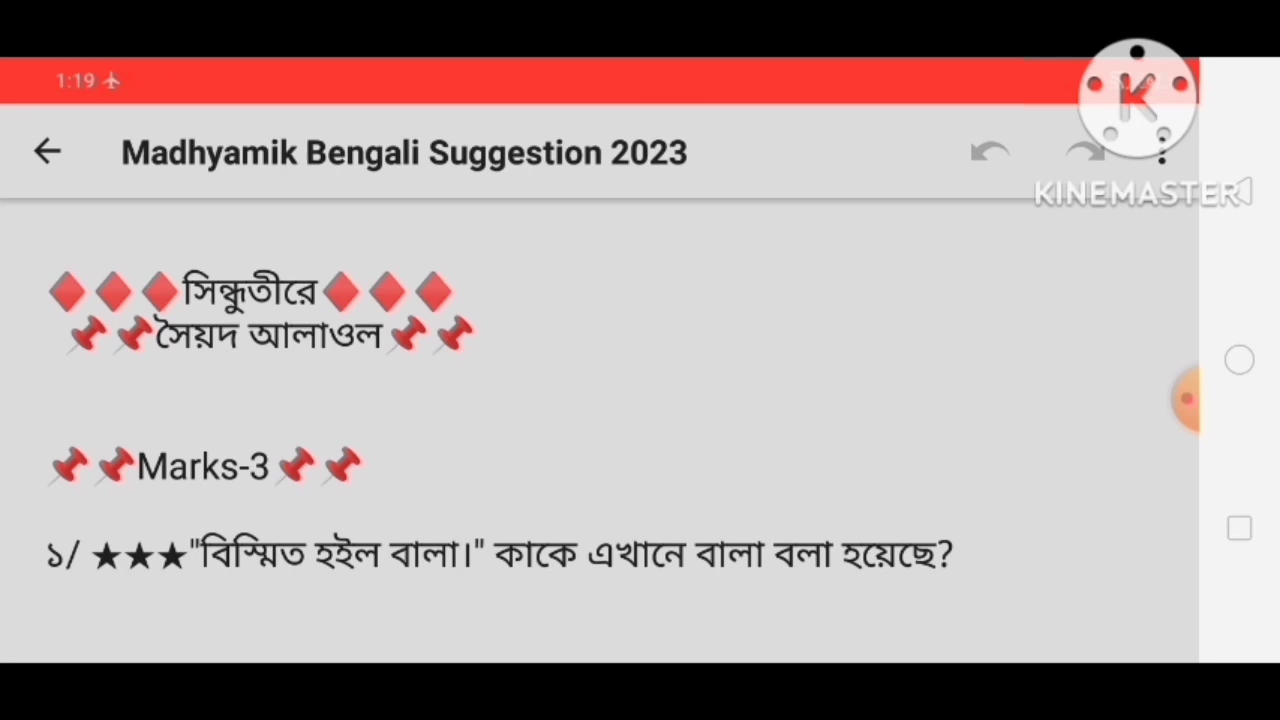 1:19
Madhyamik Bengali Suggestion 2023
K
KINEMASTER
♦️♦️♦️সিন্ধুতীরে♦️♦️♦️
📌📌সৈয়দ আলাওল📌📌
📌📌Marks-3📌📌
১/ ★★★"বিস্মিত হইল বালা।" কাকে এখানে বালা বলা হয়েছে?